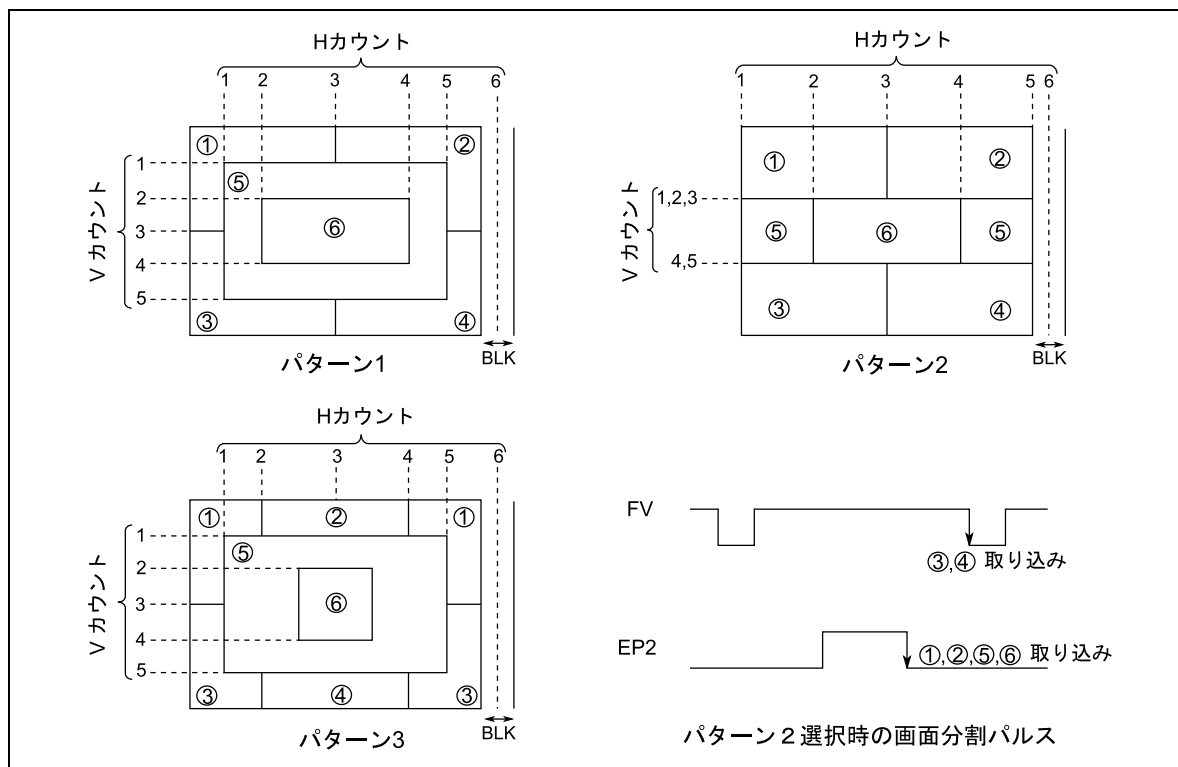 Hカウント
1 2 3 4 5 6
Vカウント
1
2
3
4
5
① ②
⑤
⑥
③ ④
BLK
パターン1
Hカウント
1 2 3 4 5 6
Vカウント
1,2,3
4,5
① ②
⑤ ⑥ ⑤
③ ④
BLK
パターン2
Hカウント
1 2 3 4 5 6
Vカウント
1
2
3
4
5
① ② ①
⑤
⑥
③ ④ ③
BLK
パターン3
FV
③,④ 取り込み
EP2
①,②,⑤,⑥ 取り込み
パターン2選択時の画面分割パルス